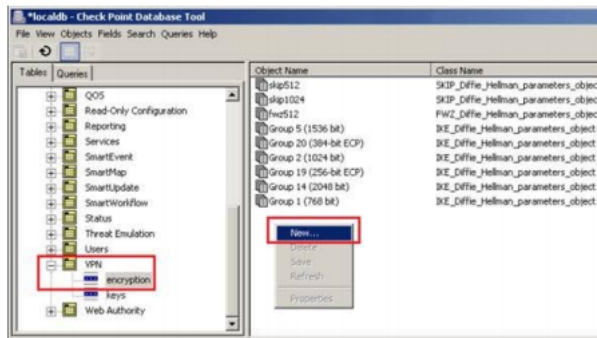 *localdb - Check Point Database Tool
File View Objects Fields Search Queries Help
Tables Queries
QOS
Read-Only Configuration
Reporting
Services
SmartEvent
SmartMap
SmartUpdate
SmartWorkflow
Status
Threat Emulation
Users
VPN
encryption
keys
Web Authority
Object Name Class Name
skip512 SKIP_Diffie_Hellman_parameters_objec
skip1024 SKIP_Diffie_Hellman_parameters_objec
fwz512 FWZ_Diffie_Hellman_parameters_object
Group 5 (1536 bit) IKE_Diffie_Hellman_parameters_object
Group 20 (384-bit ECP) IKE_Diffie_Hellman_parameters_object
Group 2 (1024 bit) IKE_Diffie_Hellman_parameters_object
Group 19 (256-bit ECP) IKE_Diffie_Hellman_parameters_object
Group 14 (2048 bit) IKE_Diffie_Hellman_parameters_object
Group 1 (768 bit) IKE_Diffie_Hellman_parameters_object
New...
Delete
Save
Refresh
Properties